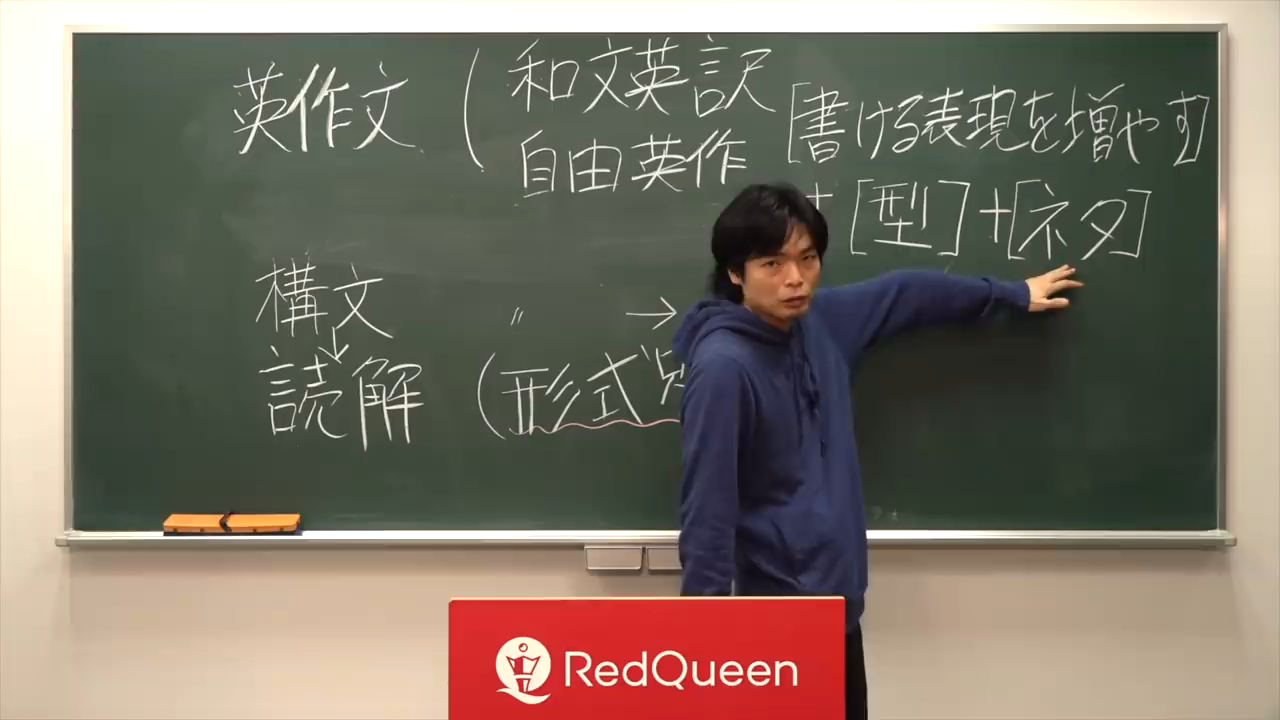 英作文 ( 和文英訳
自由英作
[書ける表現を増やす]
+ [型] + [ネタ]
構文 〃 →
↓
読解 (形式
RedQueen